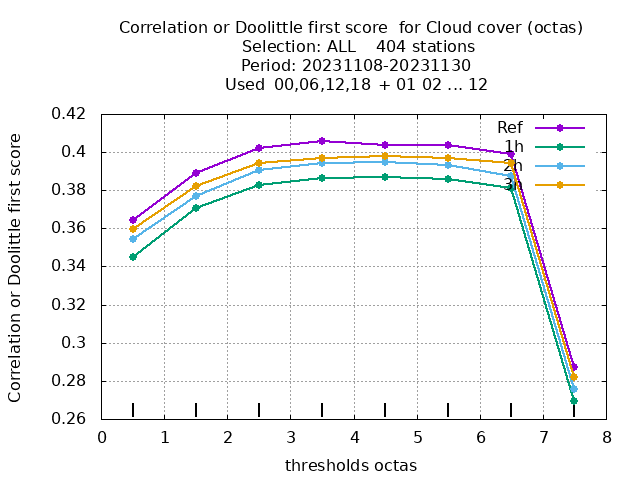 Correlation or Doolittle first score  for Cloud cover (octas)
Selection: ALL    404 stations
Period: 20231108-20231130
Used  00,06,12,18  + 01 02 ... 12
Correlation or Doolittle first score
0.42
0.4
0.38
0.36
0.34
0.32
0.3
0.28
0.26
Ref
1h
2h
3h
0 1 2 3 4 5 6 7 8
thresholds octas